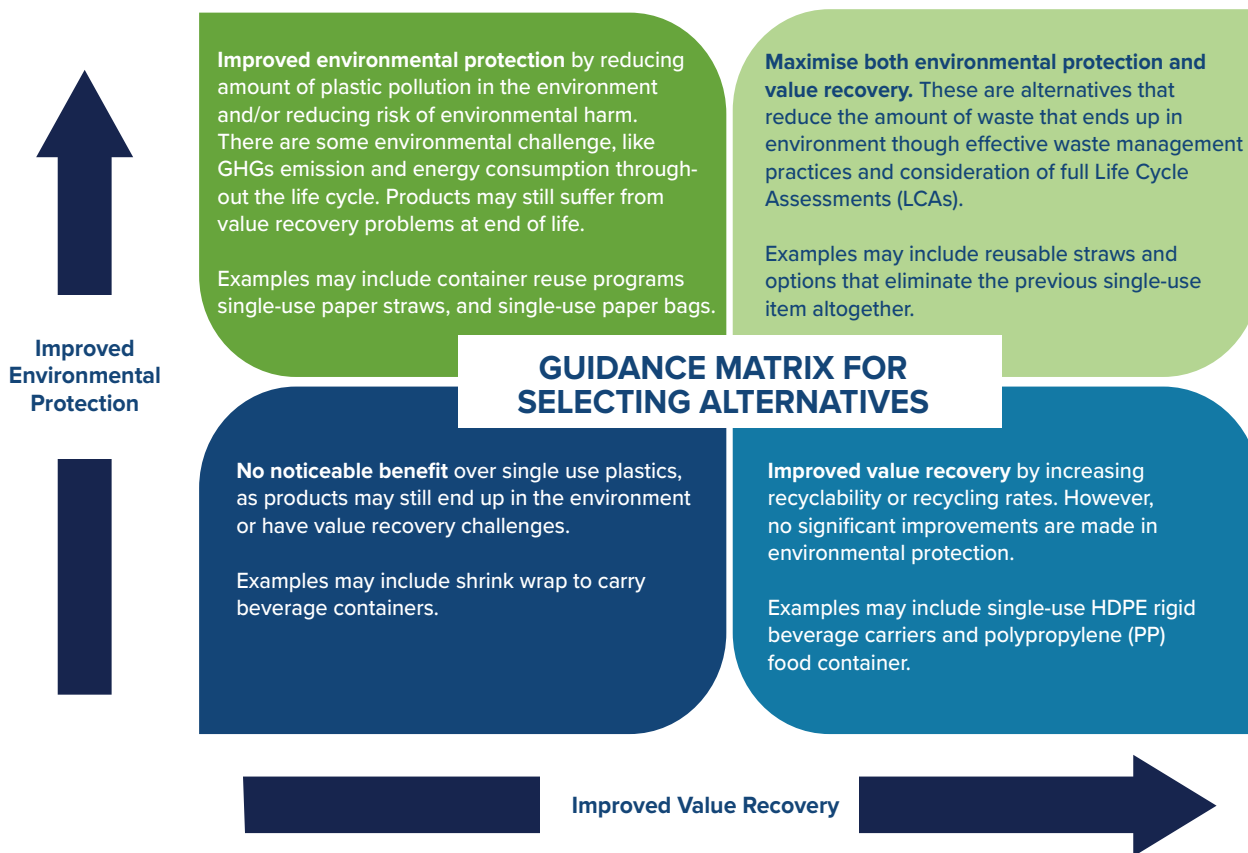 Improved environmental protection by reducing
amount of plastic pollution in the environment
and/or reducing risk of environmental harm.
There are some environmental challenge, like
GHGs emission and energy consumption through-
out the life cycle. Products may still suffer from
value recovery problems at end of life.
Examples may include container reuse programs
single-use paper straws, and single-use paper bags.
Maximise both environmental protection and
value recovery. These are alternatives that
reduce the amount of waste that ends up in
environment though effective waste management
practices and consideration of full Life Cycle
Assessments (LCAs).
Examples may include reusable straws and
options that eliminate the previous single-use
item altogether.
Improved
Environmental
Protection
GUIDANCE MATRIX FOR
SELECTING ALTERNATIVES
No noticeable benefit over single use plastics,
as products may still end up in the environment
or have value recovery challenges.
Examples may include shrink wrap to carry
beverage containers.
Improved value recovery by increasing
recyclability or recycling rates. However,
no significant improvements are made in
environmental protection.
Examples may include single-use HDPE rigid
beverage carriers and polypropylene (PP)
food container.
Improved Value Recovery